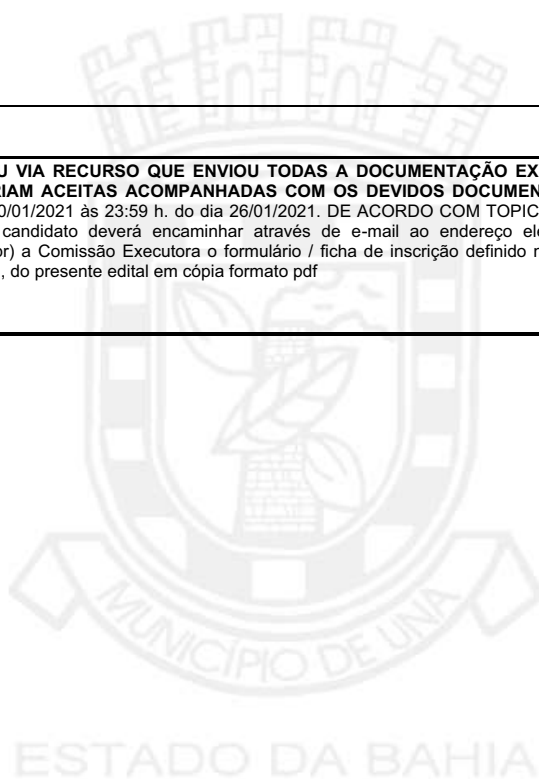 U VIA RECURSO QUE ENVIOU TODAS A DOCUMENTAÇÃO EX
RIAM ACEITAS ACOMPANHADAS COM OS DEVIDOS DOCUMEN
0/01/2021 às 23:59 h. do dia 26/01/2021. DE ACORDO COM TOPIC
candidato deverá encaminhar através de e-mail ao endereço ele
or) a Comissão Executora o formulário / ficha de inscrição definido n
, do presente edital em cópia formato pdf
MUNICÍPIO DE UNA
ESTADO DA BAHIA